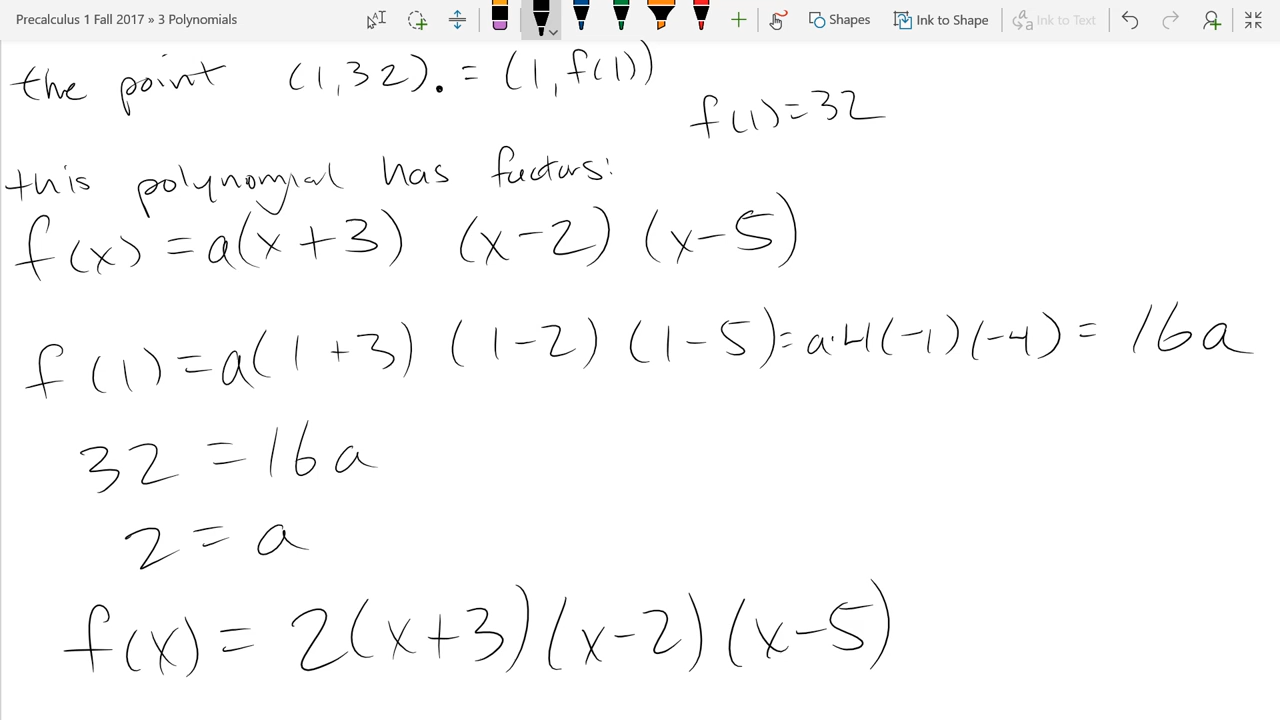 Precalculus 1 Fall 2017 » 3 Polynomials
Shapes
Ink to Shape
Ink to Text
the point (1,32). = (1, f(1))
f(1)=32
this polynomial has factors:
f(x) = a(x+3) (x-2) (x-5)
f(1) = a(1+3) (1-2) (1-5) = a·4(-1)(-4) = 16a
32 = 16a
2 = a
f(x) = 2(x+3)(x-2)(x-5)